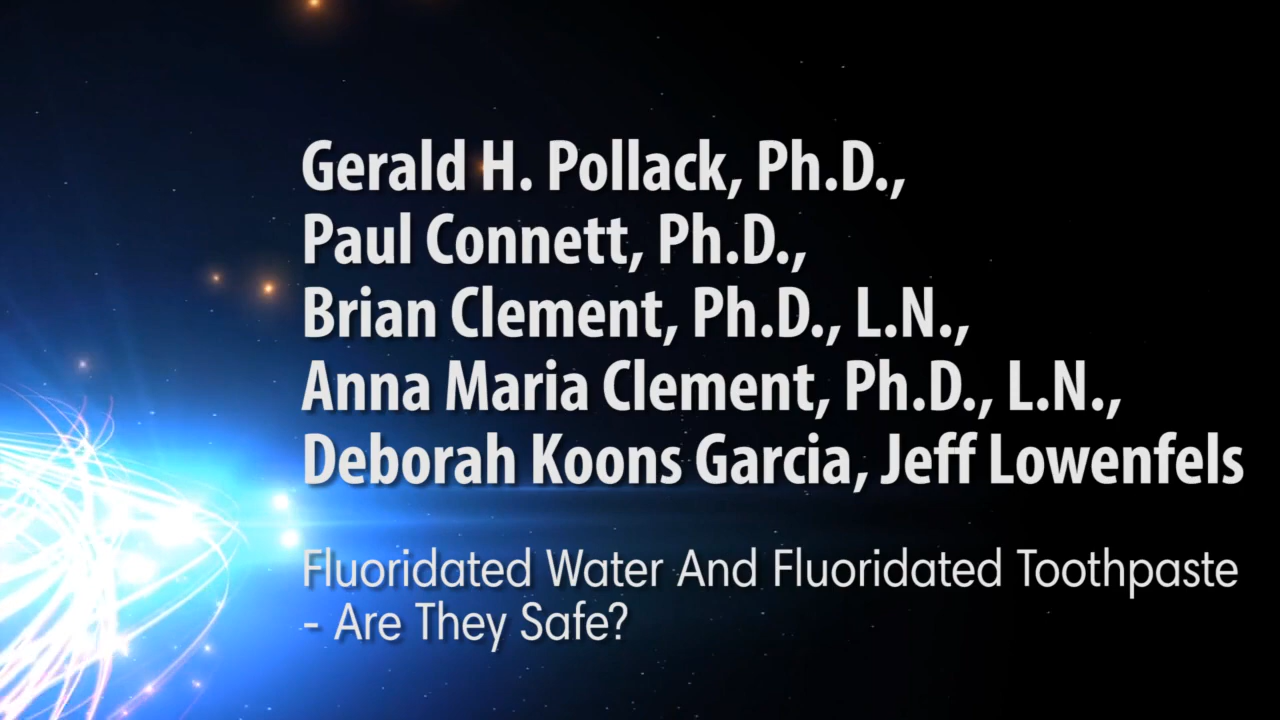 Gerald H. Pollack, Ph.D.,
Paul Connett, Ph.D.,
Brian Clement, Ph.D., L.N.,
Anna Maria Clement, Ph.D., L.N.,
Deborah Koons Garcia, Jeff Lowenfels
Fluoridated Water And Fluoridated Toothpaste
- Are They Safe?